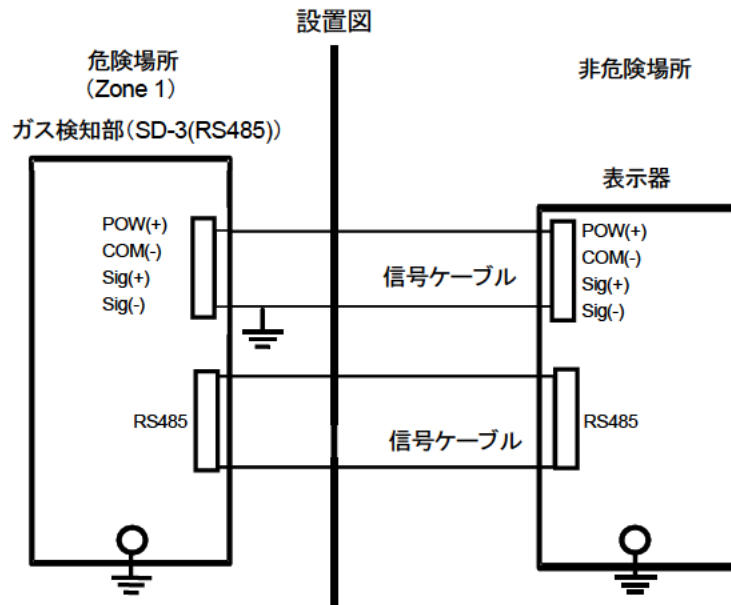 設置図
危険場所
（Zone 1）
ガス検知部（SD-3(RS485)）
非危険場所
表示器
POW(+)
COM(-)
Sig(+)
Sig(-)
信号ケーブル
POW(+)
COM(-)
Sig(+)
Sig(-)
RS485
信号ケーブル
RS485